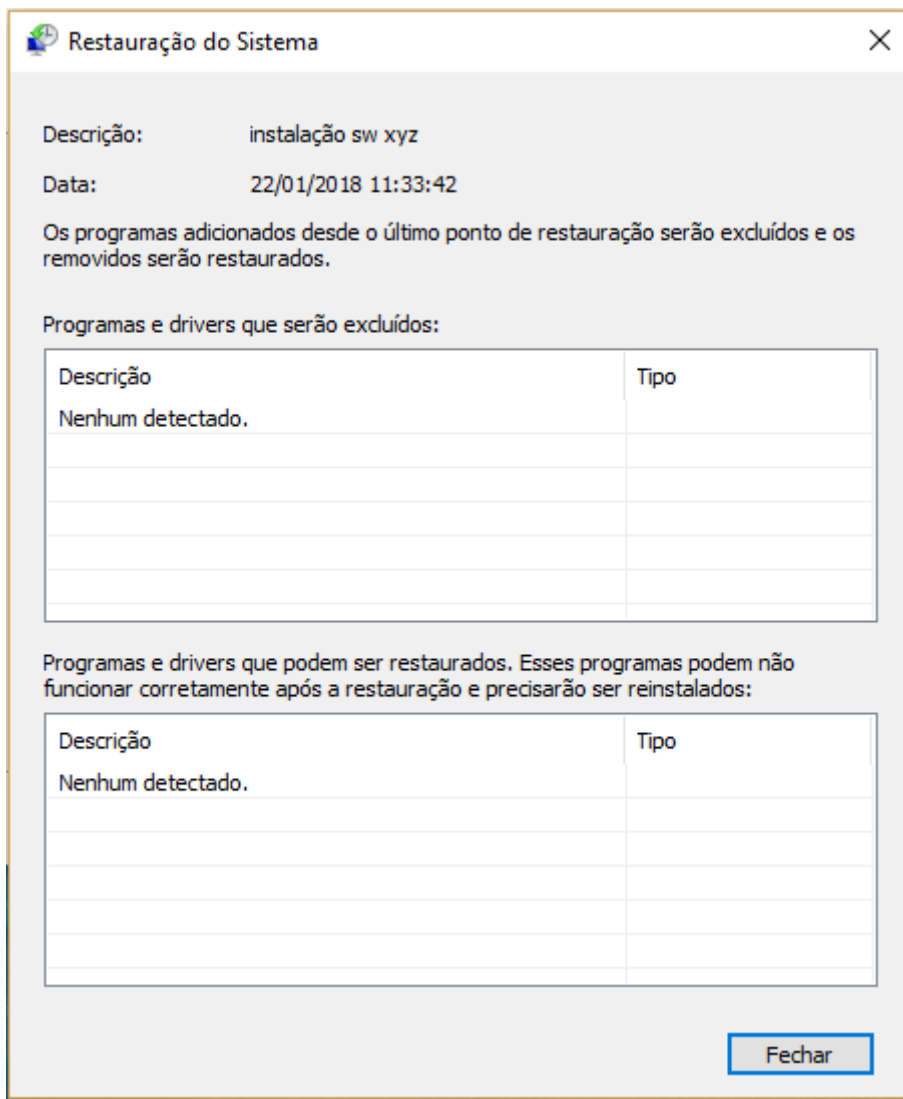 Restauração do Sistema
Descrição: instalação sw xyz
Data: 22/01/2018 11:33:42
Os programas adicionados desde o último ponto de restauração serão excluídos e os
removidos serão restaurados.
Programas e drivers que serão excluídos:
Descrição Tipo
Nenhum detectado.
Programas e drivers que podem ser restaurados. Esses programas podem não
funcionar corretamente após a restauração e precisarão ser reinstalados:
Descrição Tipo
Nenhum detectado.
Fechar